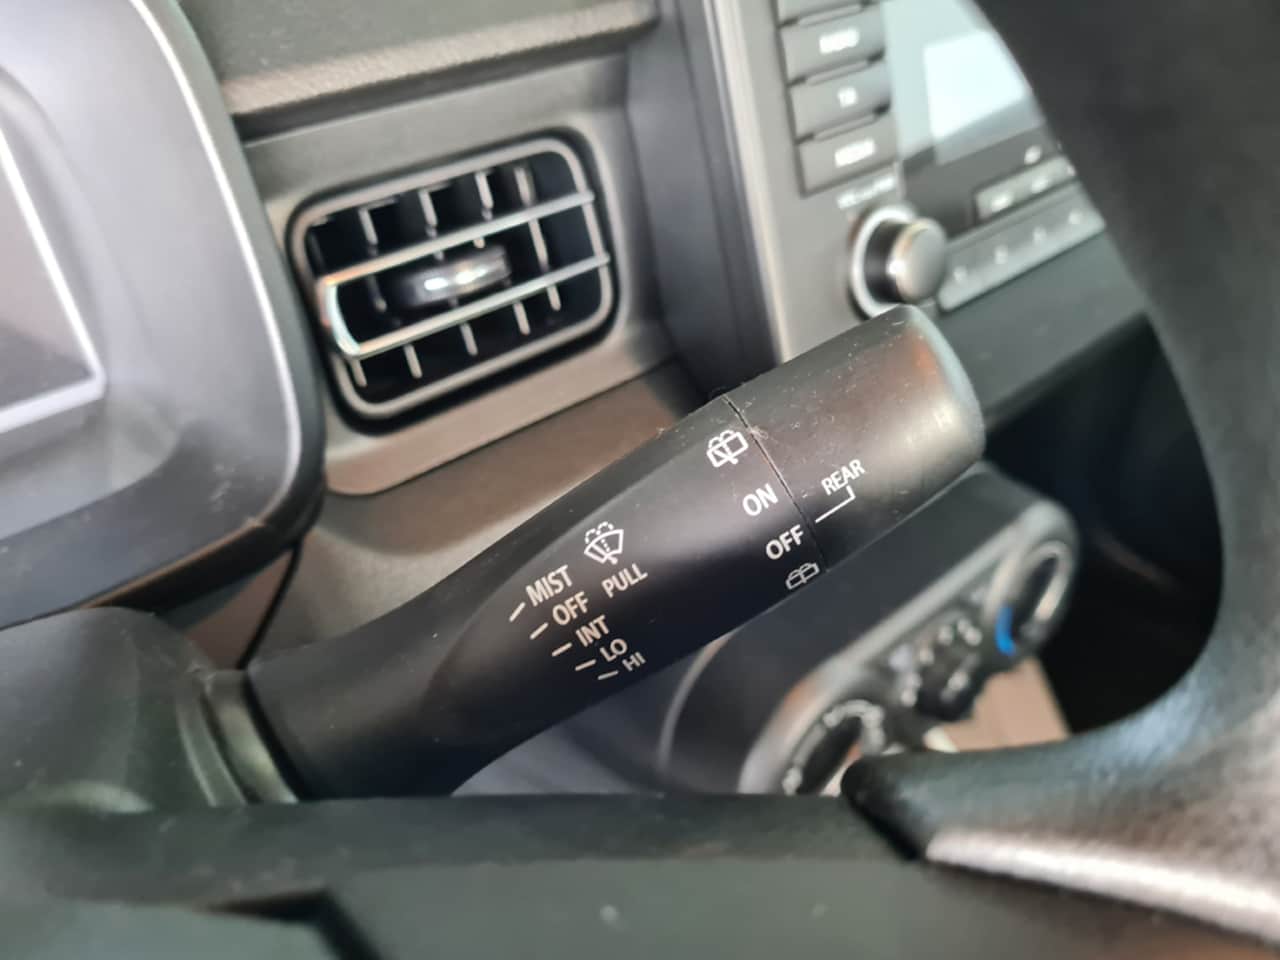 REAR
ON
OFF
MIST
OFF PULL
INT
LO
HI